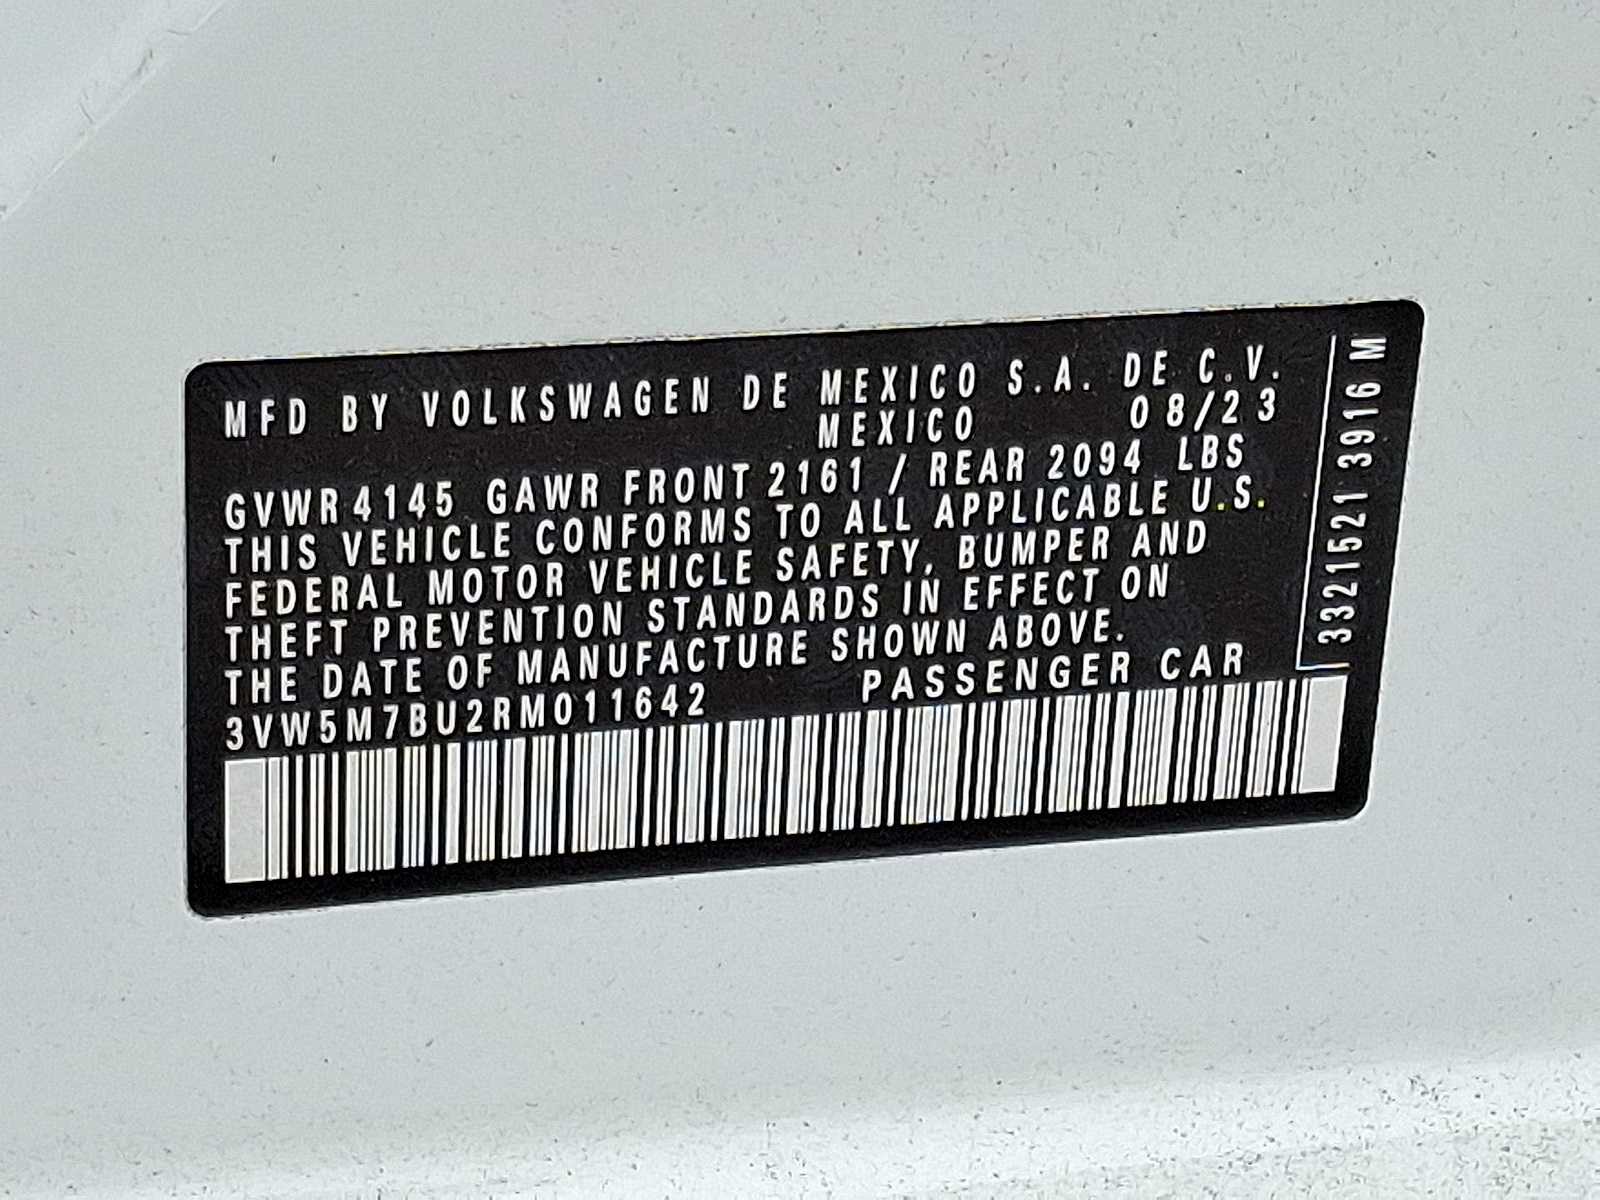 MFD BY VOLKSWAGEN DE MEXICO S.A. DE C.V.
MEXICO 08/23
GVWR 4145 GAWR FRONT 2161 / REAR 2094 LBS
THIS VEHICLE CONFORMS TO ALL APPLICABLE U.S.
FEDERAL MOTOR VEHICLE SAFETY, BUMPER AND
THEFT PREVENTION STANDARDS IN EFFECT ON
THE DATE OF MANUFACTURE SHOWN ABOVE.
3VW5M7BU2RM011642 PASSENGER CAR
3321521 3916 M